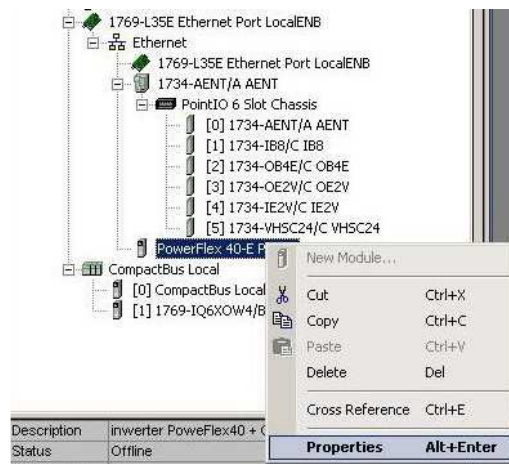 1769-L35E Ethernet Port LocalENB
Ethernet
1769-L35E Ethernet Port LocalENB
1734-AENT/A AENT
PointIO 6 Slot Chassis
[0] 1734-AENT/A AENT
[1] 1734-IB8/C IB8
[2] 1734-OB4E/C OB4E
[3] 1734-OE2V/C OE2V
[4] 1734-IE2V/C IE2V
[5] 1734-VHSC24/C VHSC24
PowerFlex 40-E
CompactBus Local
[0] CompactBus Local
[1] 1769-IQ6XOW4/B
New Module...
Cut Ctrl+X
Copy Ctrl+C
Paste Ctrl+V
Delete Del
Cross Reference Ctrl+E
Properties Alt+Enter
Description inwerter PoweFlex40 +
Status Offline